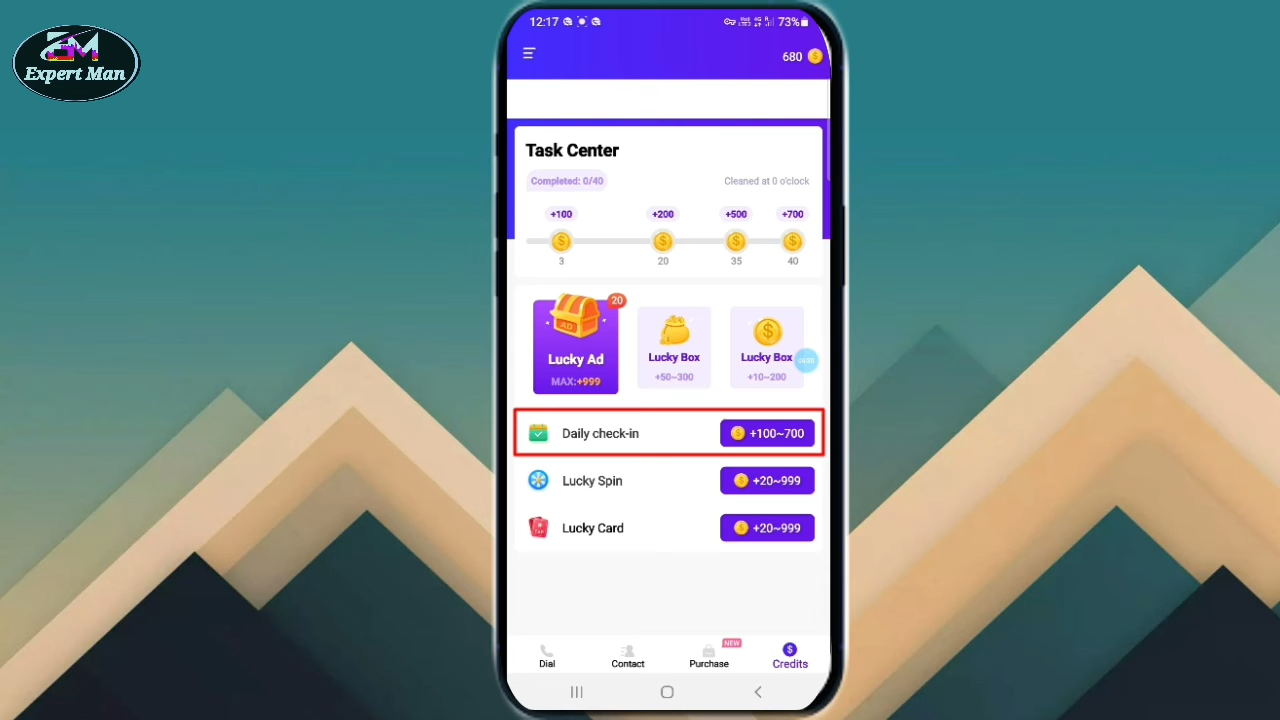 EM
Expert Man
12:17
73%
680
Task Center
Completed: 0/40
Cleaned at 0 o'clock
+100
+200
+500
+700
3
20
35
40
20
AD
Lucky Ad
MAX:+999
Lucky Box
+50~300
Lucky Box
+10~200
Daily check-in
+100~700
Lucky Spin
+20~999
Lucky Card
+20~999
NEW
Dial
Contact
Purchase
Credits